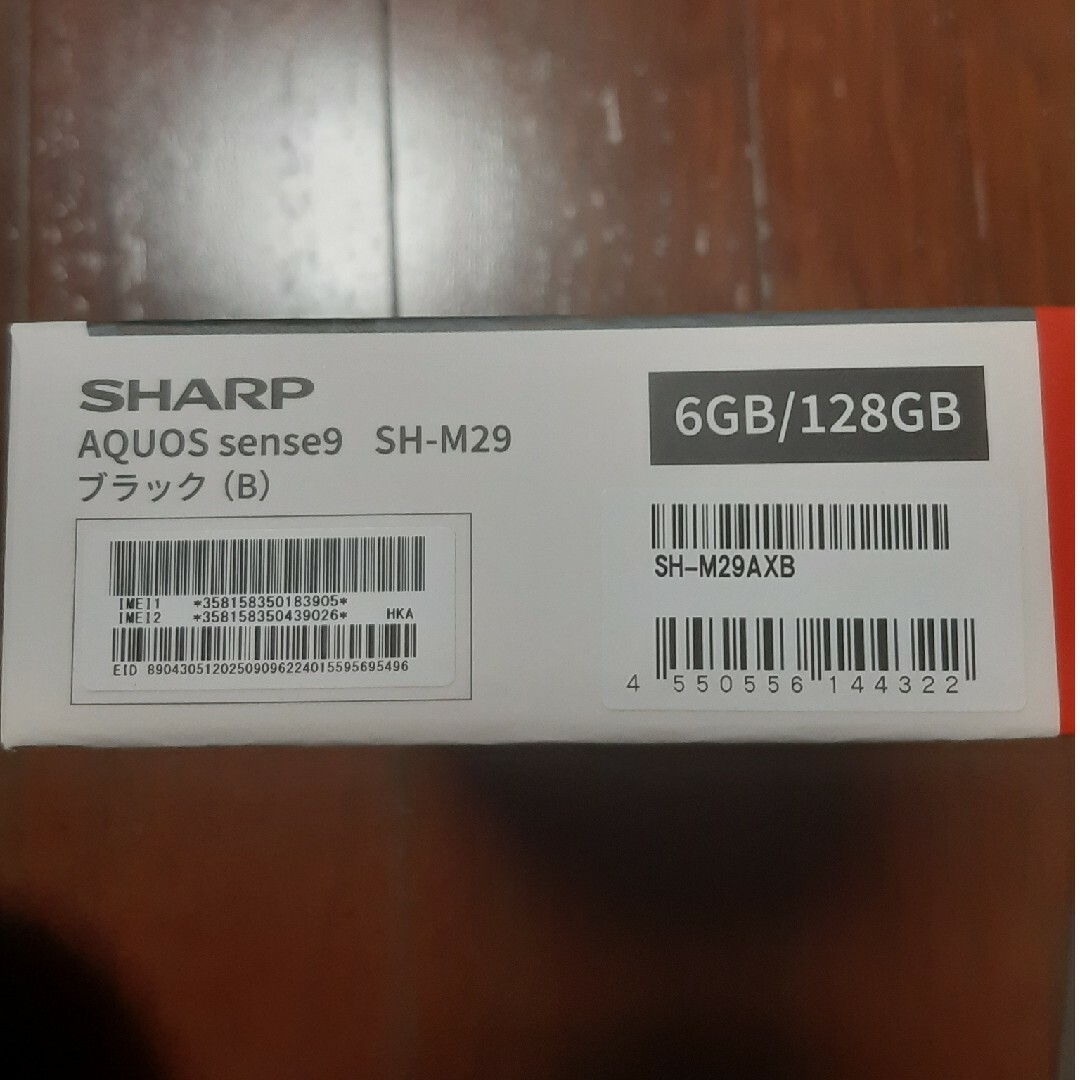 SHARP
AQUOS sense9 SH-M29
ブラック（B）
6GB/128GB
IMEI1 *358158350183905*
IMEI2 *358158350439026* HKA
EID 89043051202509096224015595695496
SH-M29AXB
4 550556 144322